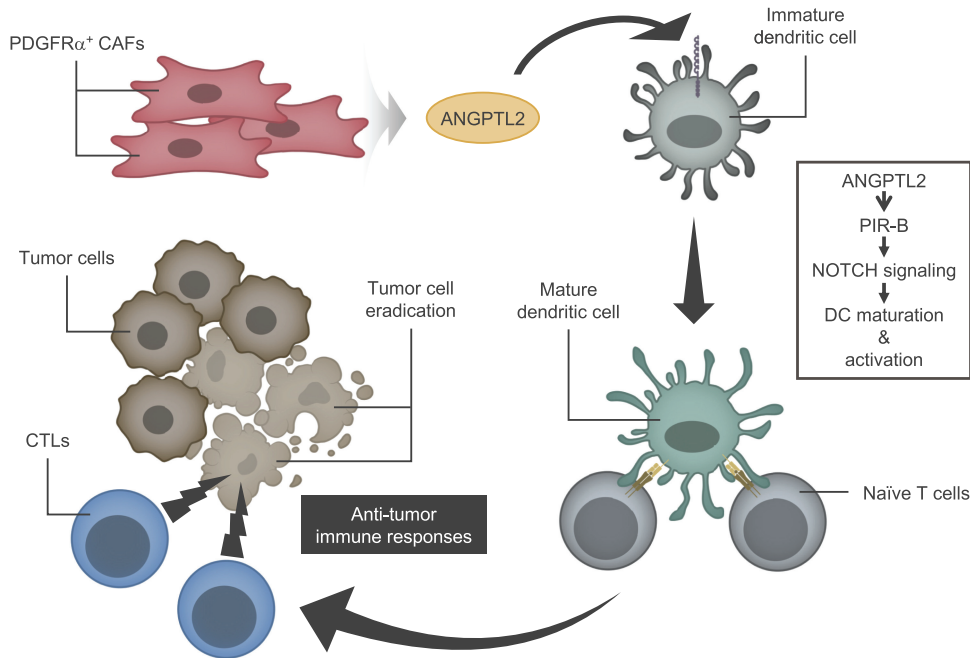 PDGFRα⁺ CAFs
ANGPTL2
Immature
dendritic cell
ANGPTL2
PIR-B
NOTCH signaling
DC maturation
&
activation
Tumor cells
Tumor cell
eradication
Mature
dendritic cell
CTLs
Anti-tumor
immune responses
Naïve T cells